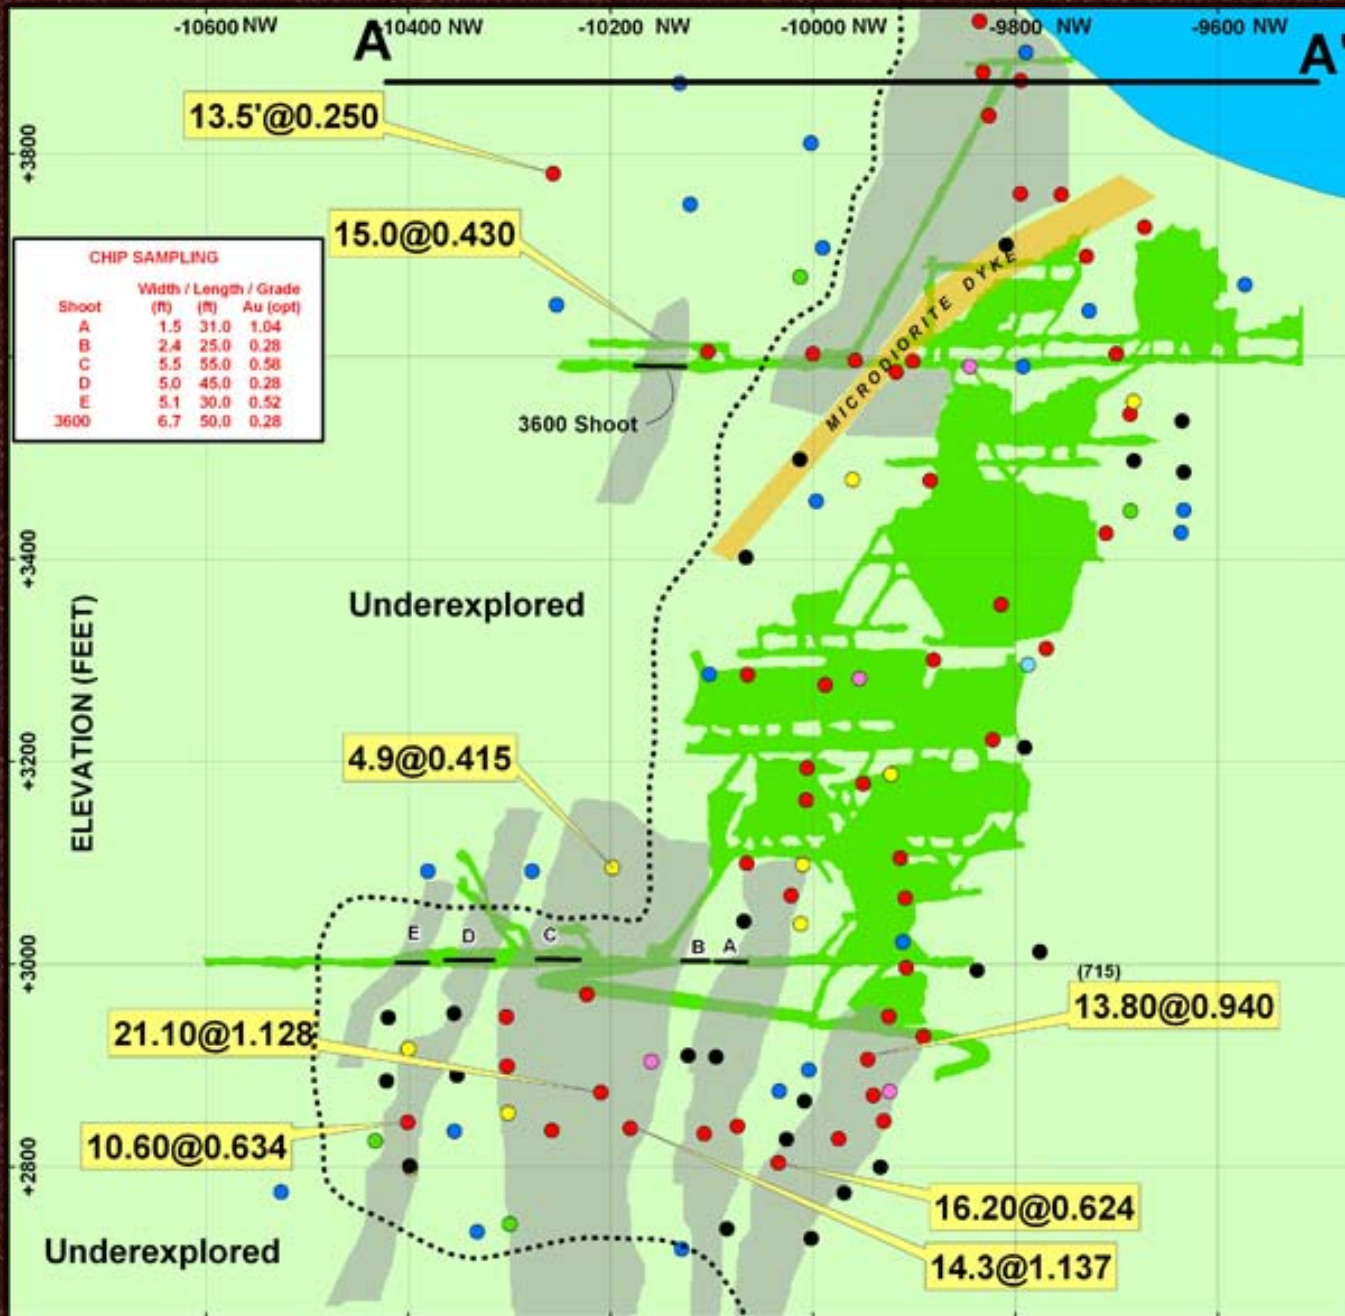 -10600 NW
-10400 NW
-10200 NW
-10000 NW
-9800 NW
-9600 NW
A
A'
13.5'@0.250
+3800
15.0@0.430
CHIP SAMPLING
Width / Length / Grade
Shoot (ft) (ft) Au (opt)
A 1.5 31.0 1.04
B 2.4 25.0 0.28
C 5.5 55.0 0.58
D 5.0 45.0 0.28
E 5.1 30.0 0.52
3600 6.7 50.0 0.28
MICRODIORITE DYKE
3600 Shoot
+3400
Underexplored
ELEVATION (FEET)
+3200
4.9@0.415
E
D
C
B
A
+3000
(715)
13.80@0.940
21.10@1.128
10.60@0.634
+2800
16.20@0.624
Underexplored
14.3@1.137